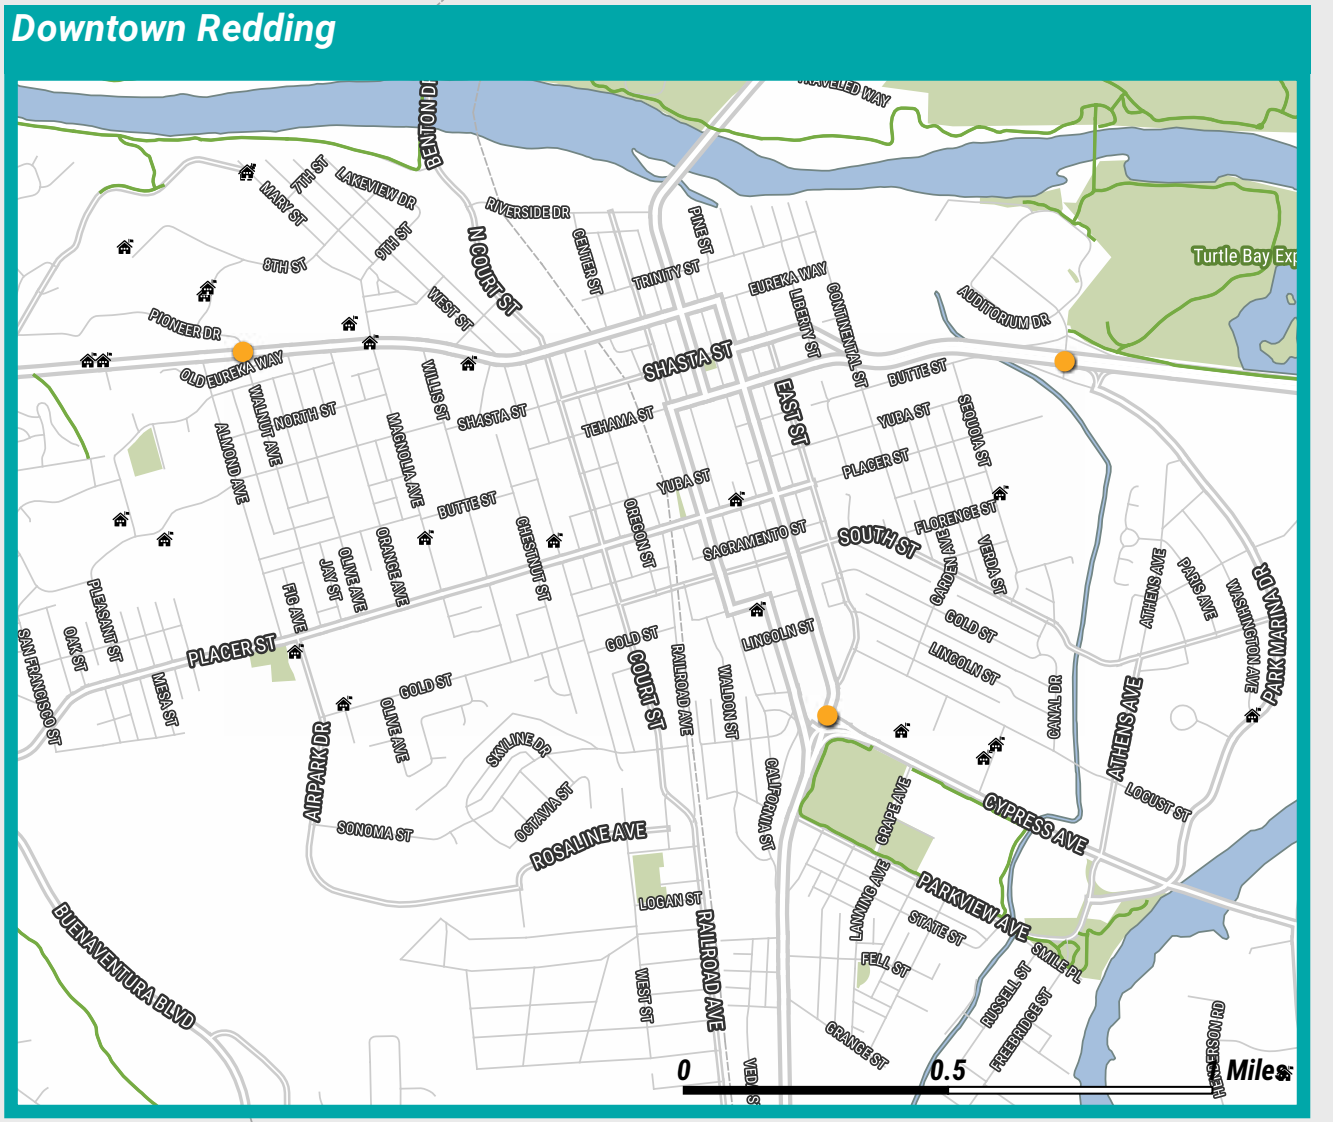 Downtown Redding
TRAVELED WAY
BENTON DR
7TH ST
LAKEVIEW DR
MARY ST
RIVERSIDE DR
PINE ST
9TH ST
N COURT ST
CENTER ST
8TH ST
TRINITY ST
EUREKA WAY
Turtle Bay Exp
WEST ST
LIBERTY ST
CONTINENTAL ST
AUDITORIUM DR
PIONEER DR
OLD EUREKA WAY
SHASTA ST
BUTTE ST
WILLIS ST
WALNUT AVE
NORTH ST
SHASTA ST
TEHAMA ST
EAST ST
YUBA ST
SEQUOIA ST
ALMOND AVE
MAGNOLIA AVE
PLACER ST
YUBA ST
BUTTE ST
OREGON ST
CHESTNUT ST
SACRAMENTO ST
SOUTH ST
FLORENCE ST
GARDEN AVE
VERDA ST
ORANGE AVE
OLIVE AVE
JAY ST
FIG AVE
PLEASANT ST
OAK ST
SAN FRANCISCO ST
MESA ST
PLACER ST
ATHENS AVE
PARIS AVE
WASHINGTON AVE
PARK MARINA DR
GOLD ST
LINCOLN ST
GOLD ST
LINCOLN ST
COURT ST
RAILROAD AVE
WALDON ST
CANAL DR
ATHENS AVE
GOLD ST
OLIVE AVE
AIRPARK DR
SKYLINE DR
OCTAVIA ST
SONOMA ST
ROSALINE AVE
CALIFORNIA ST
GRAPE AVE
CYPRESS AVE
LOCUST ST
LANNING AVE
PARKVIEW AVE
LOGAN ST
RAILROAD AVE
STATE ST
SMILE PL
FELL ST
RUSSELL ST
FREEBRIDGE ST
WEST ST
GRANGE ST
BUENAVENTURA BLVD
HENDERSON RD
0
0.5
Miles